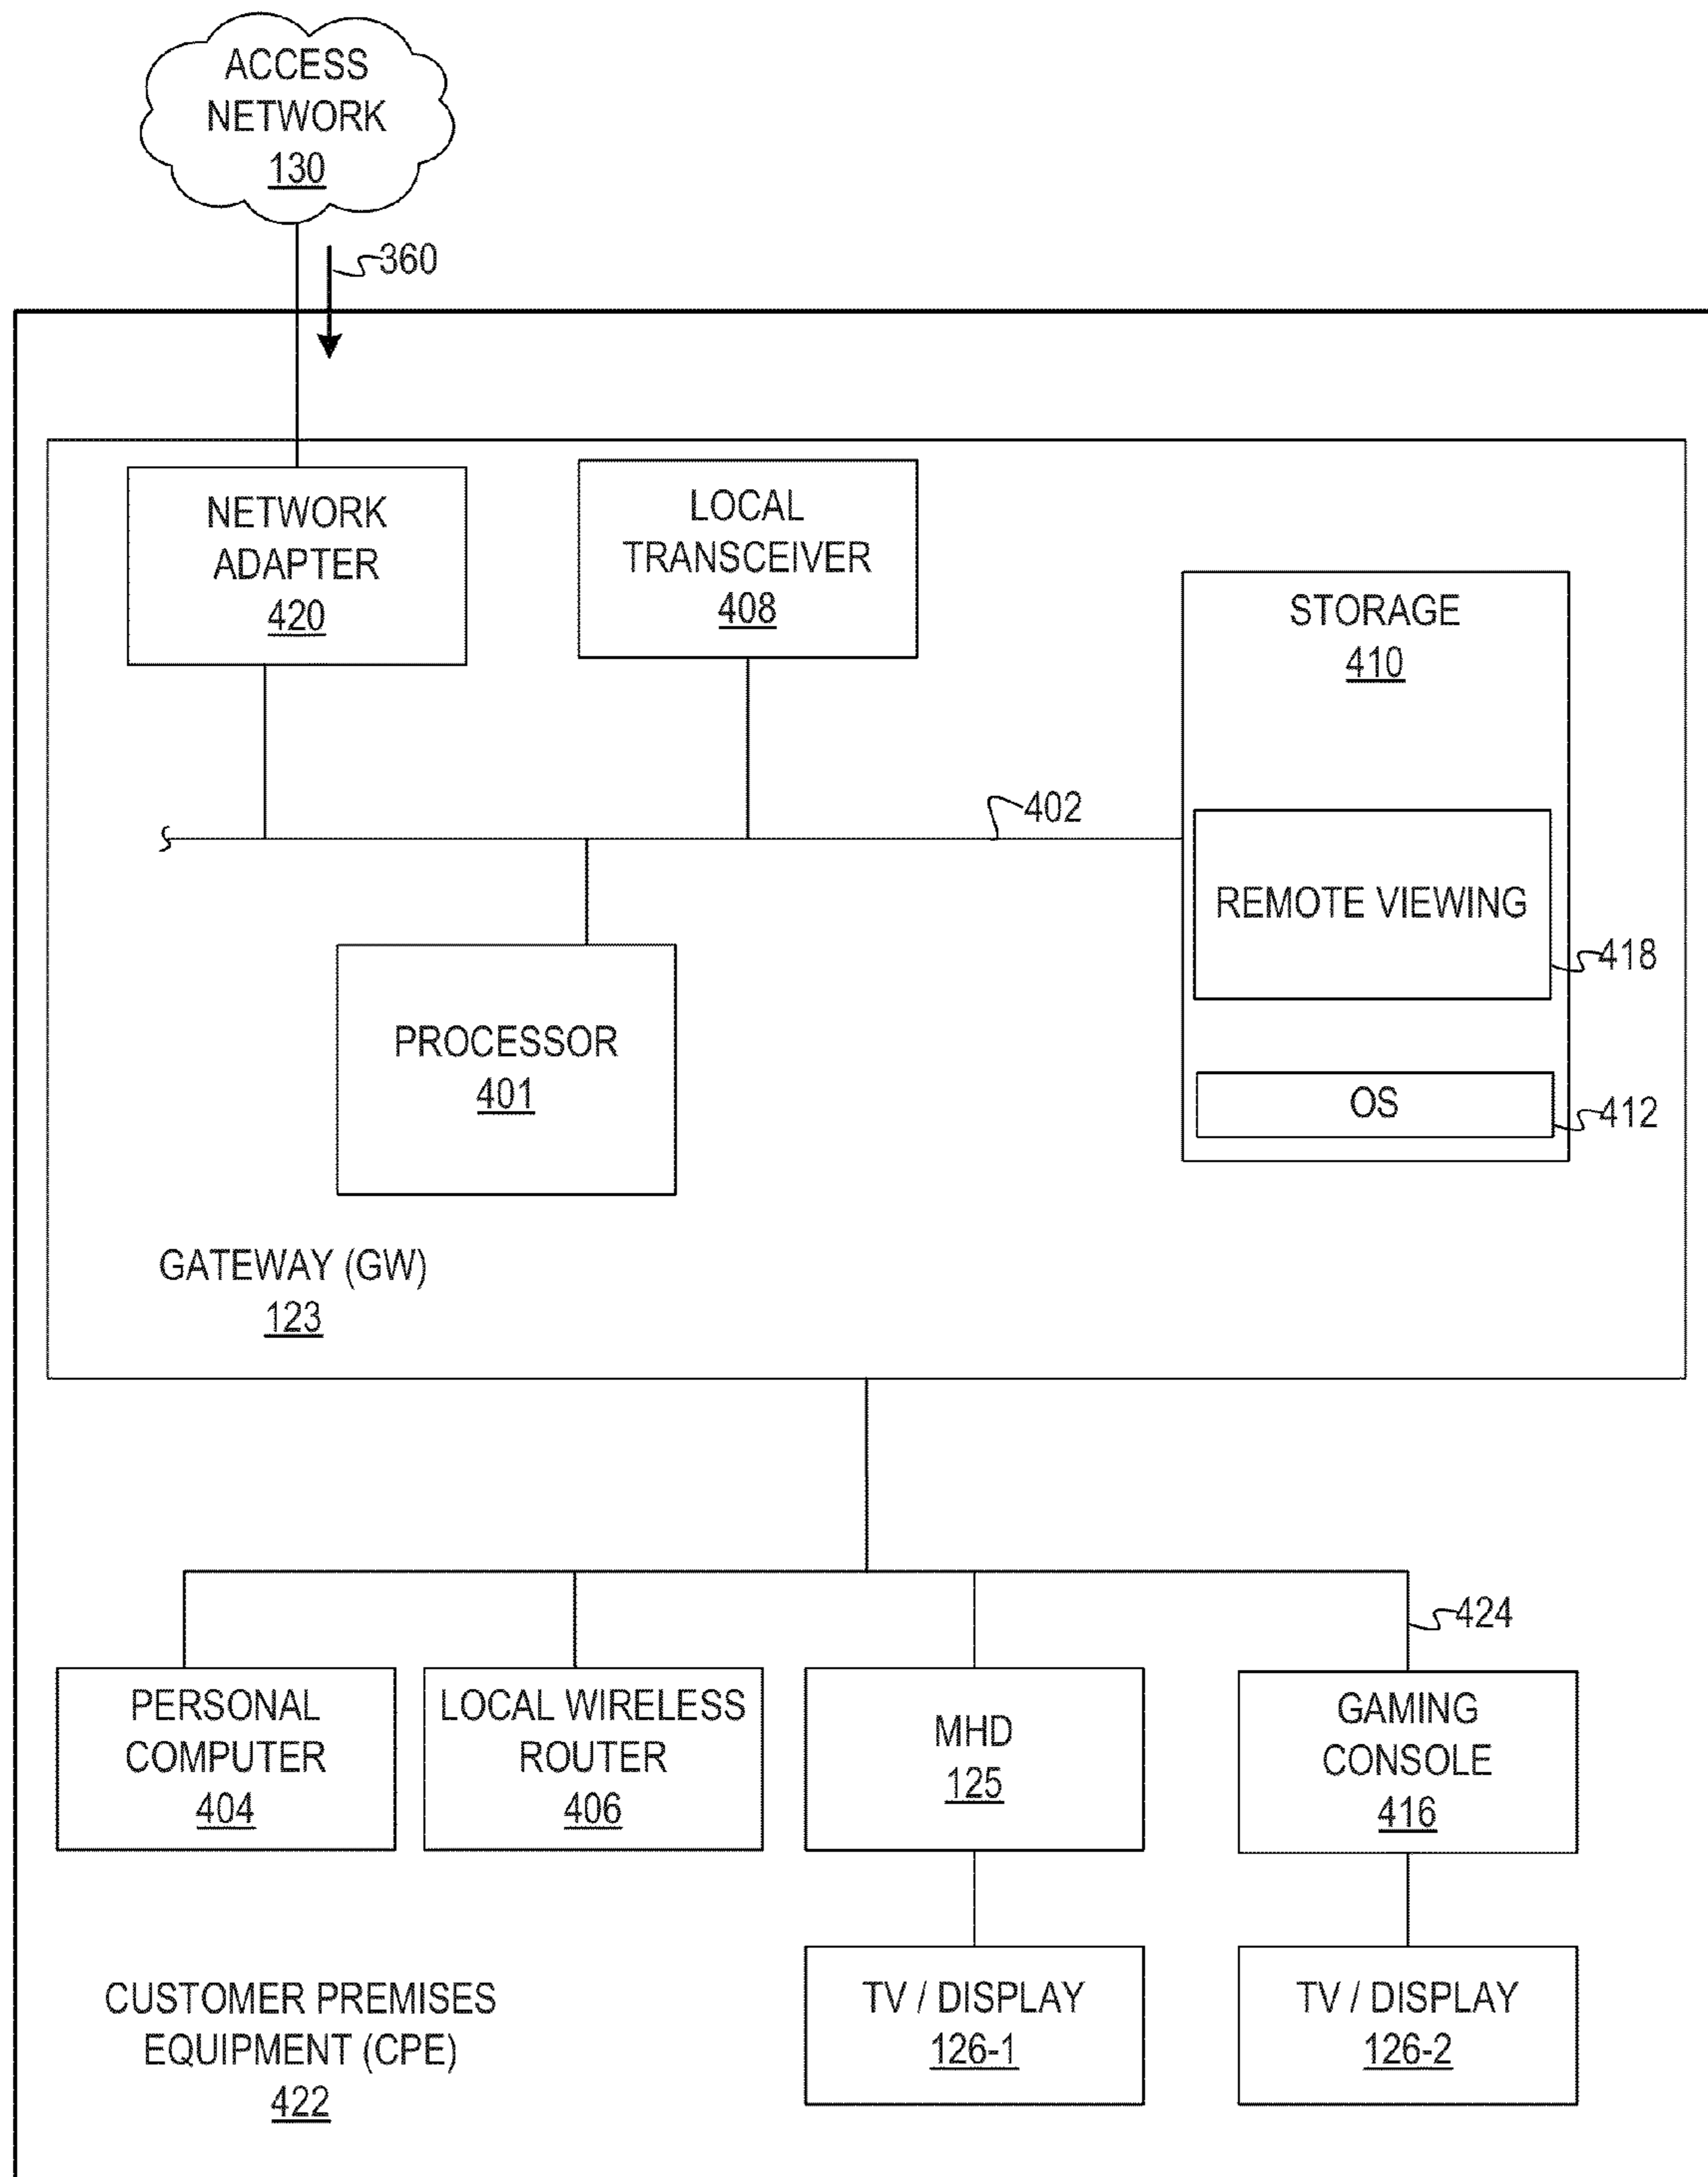 ACCESS
NETWORK
130
360
NETWORK
ADAPTER
420
LOCAL
TRANSCEIVER
408
STORAGE
410
402
REMOTE VIEWING
418
PROCESSOR
401
OS
412
GATEWAY (GW)
123
424
PERSONAL
COMPUTER
404
LOCAL WIRELESS
ROUTER
406
MHD
125
GAMING
CONSOLE
416
CUSTOMER PREMISES
EQUIPMENT (CPE)
422
TV / DISPLAY
126-1
TV / DISPLAY
126-2